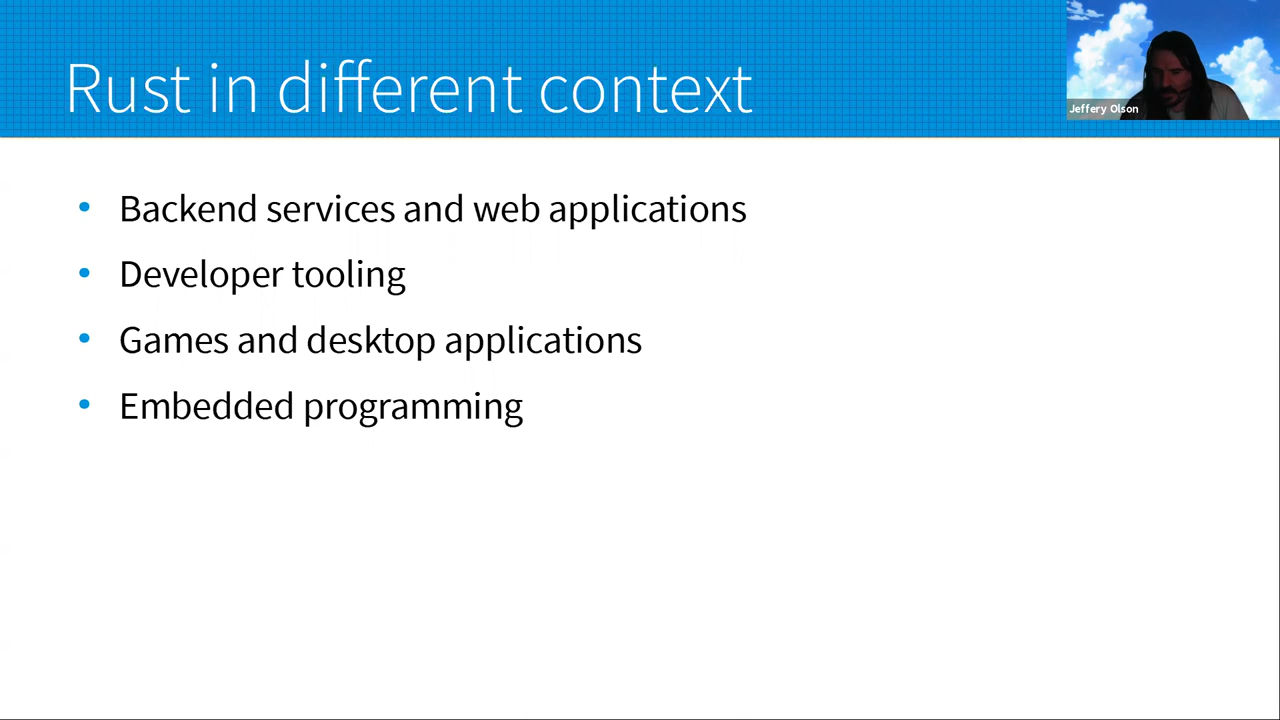 Rust in different context
Jeffery Olson
• Backend services and web applications
• Developer tooling
• Games and desktop applications
• Embedded programming